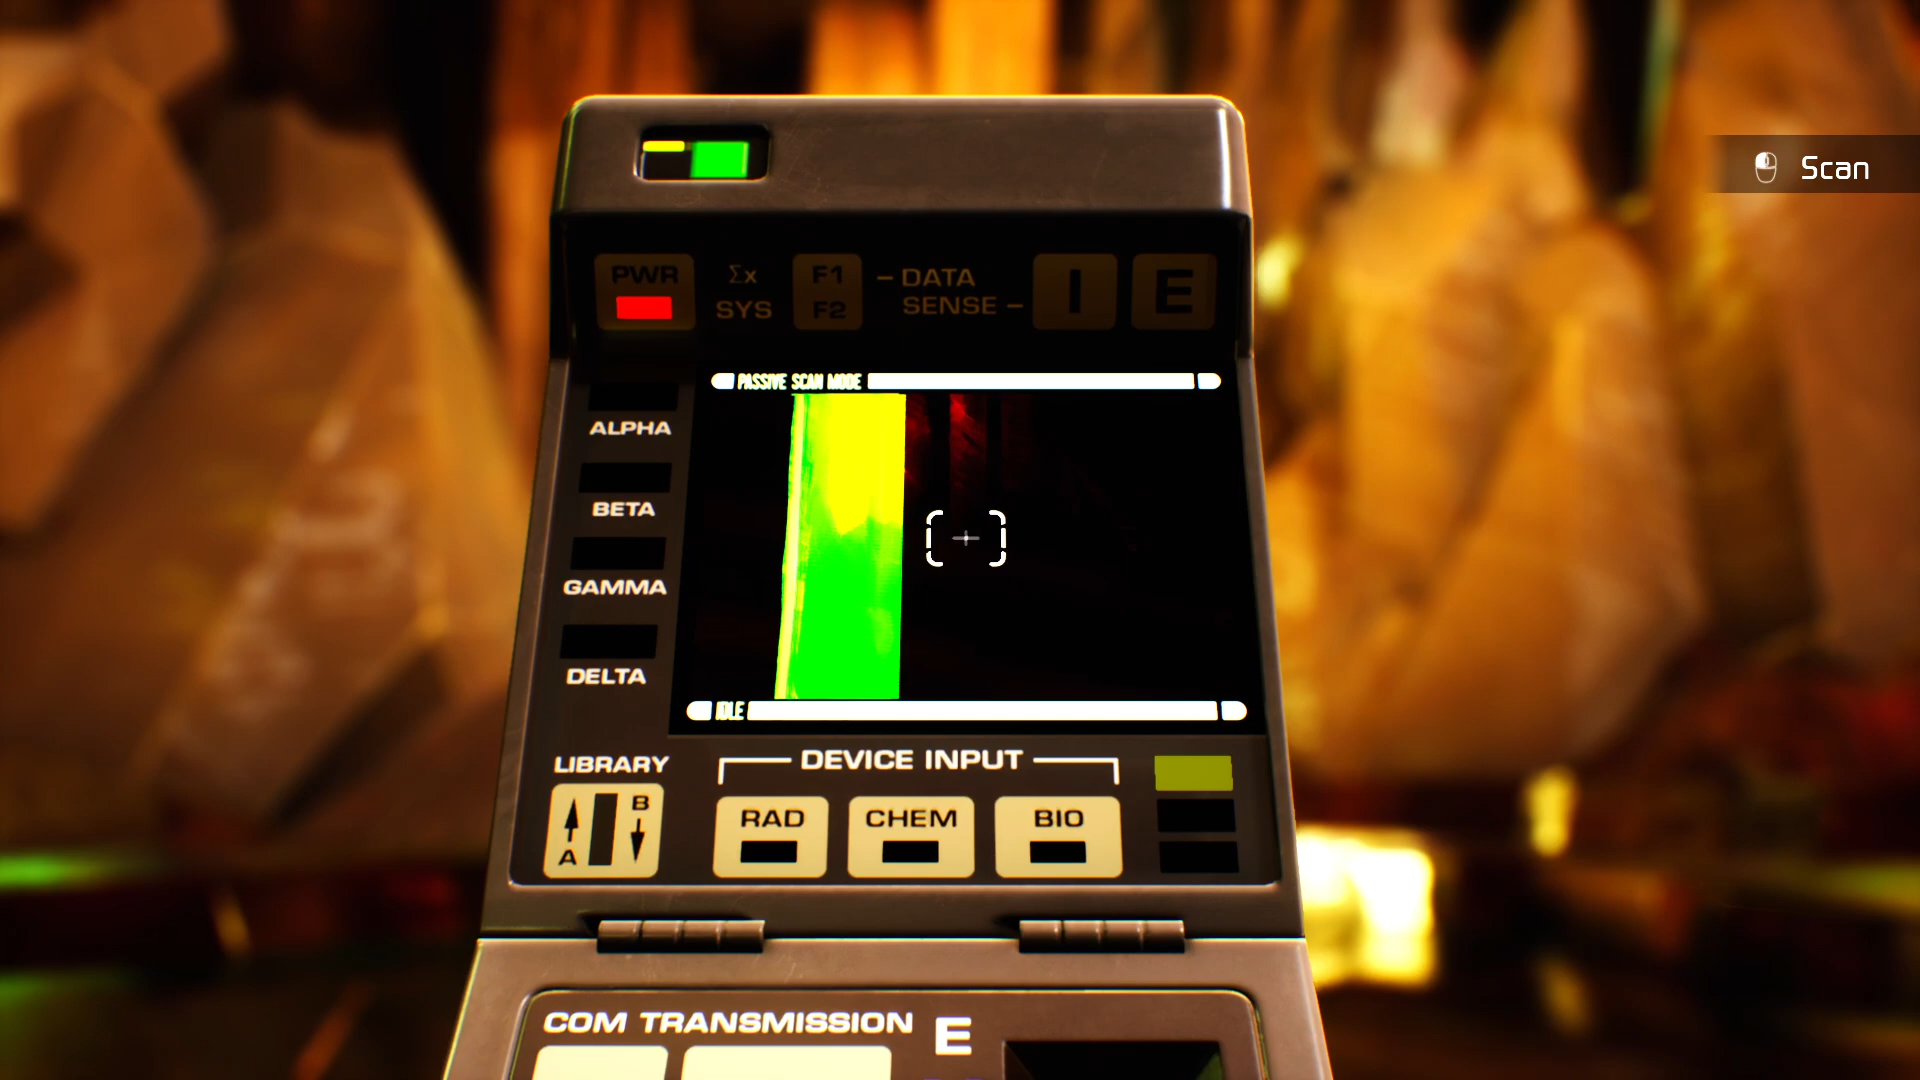 Scan
PWR
Σx
SYS
F1
F2
– DATA
SENSE –
I
E
PASSIVE SCAN MODE
ALPHA
BETA
GAMMA
DELTA
IDLE
LIBRARY
A
B
DEVICE INPUT
RAD
CHEM
BIO
COM TRANSMISSION
E